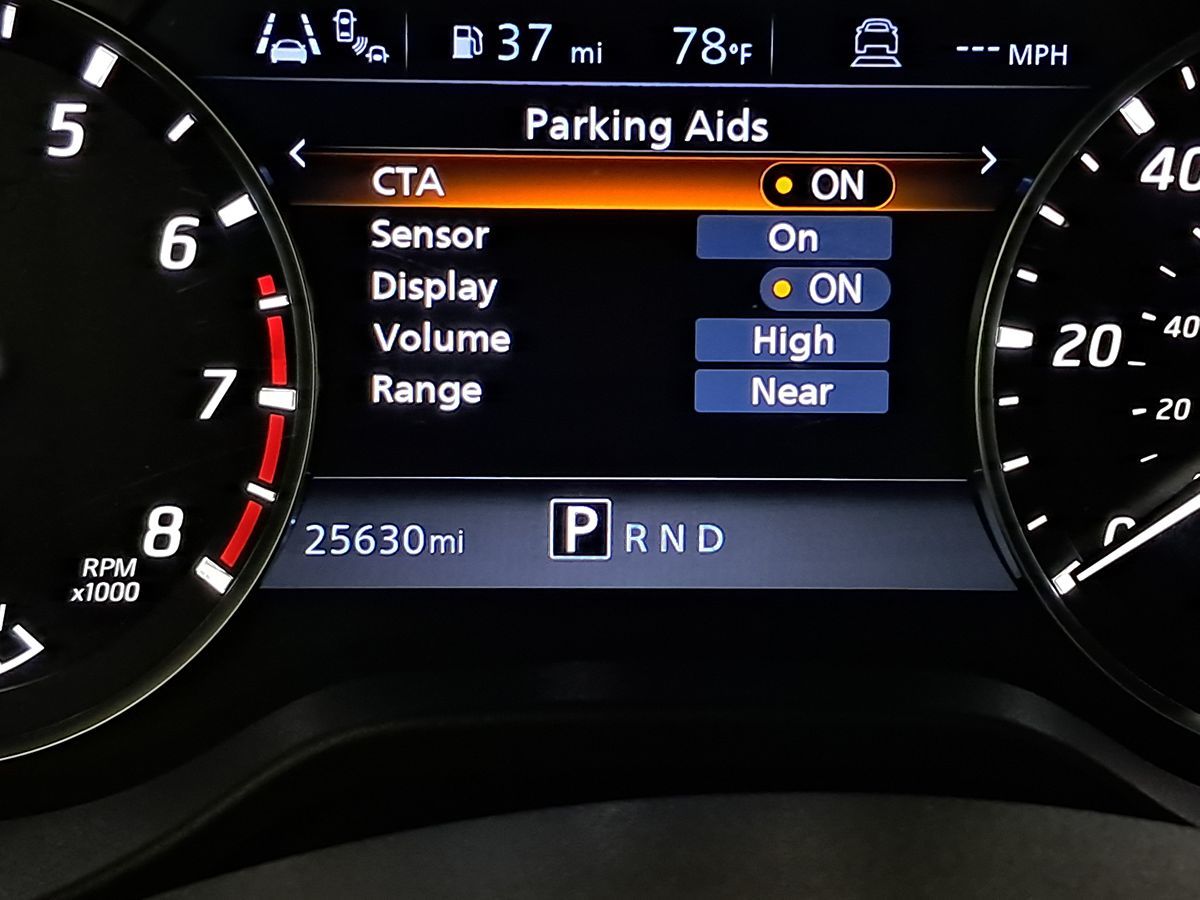 37 mi 78°F --- MPH
Parking Aids
CTA ON
Sensor On
Display ON
Volume High
Range Near
25630mi P R N D
5
6
7
8
RPM
x1000
40
20
0
40
20